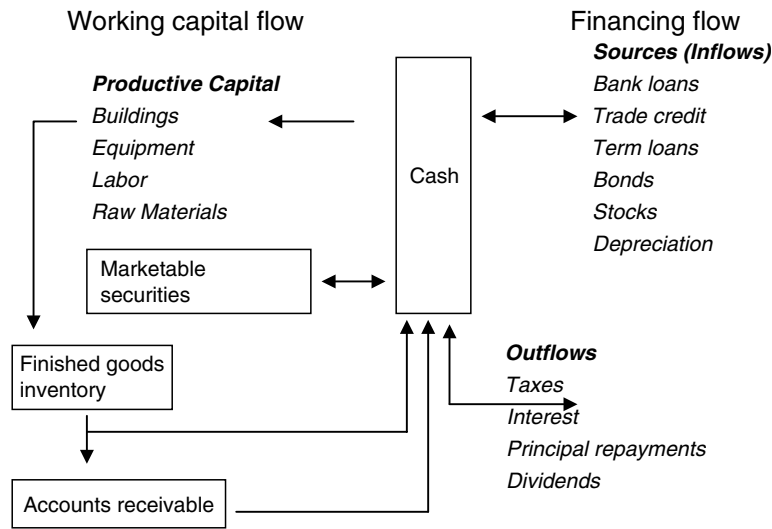 Working capital flow
Financing flow
Productive Capital
Buildings
Equipment
Labor
Raw Materials
Marketable
securities
Finished goods
inventory
Accounts receivable
Cash
Sources (Inflows)
Bank loans
Trade credit
Term loans
Bonds
Stocks
Depreciation
Outflows
Taxes
Interest
Principal repayments
Dividends